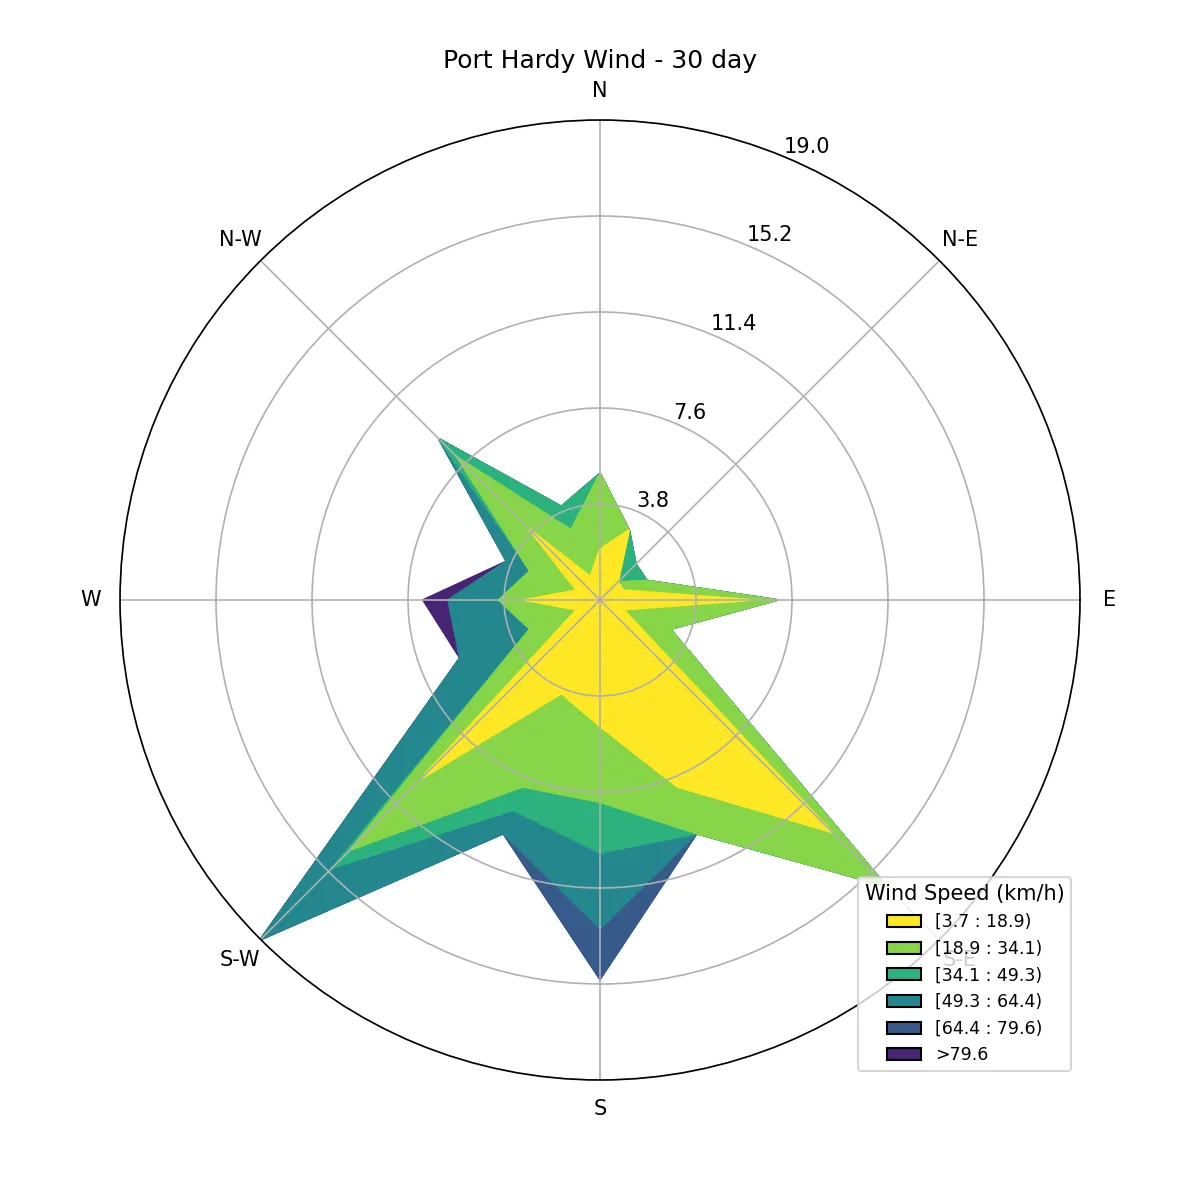 Port Hardy Wind - 30 day
N
19.0
15.2
N-W
N-E
11.4
7.6
3.8
W
E
Wind Speed (km/h)
[3.7 : 18.9)
[18.9 : 34.1)
S-W
S-E
[34.1 : 49.3)
[49.3 : 64.4)
[64.4 : 79.6)
>79.6
S